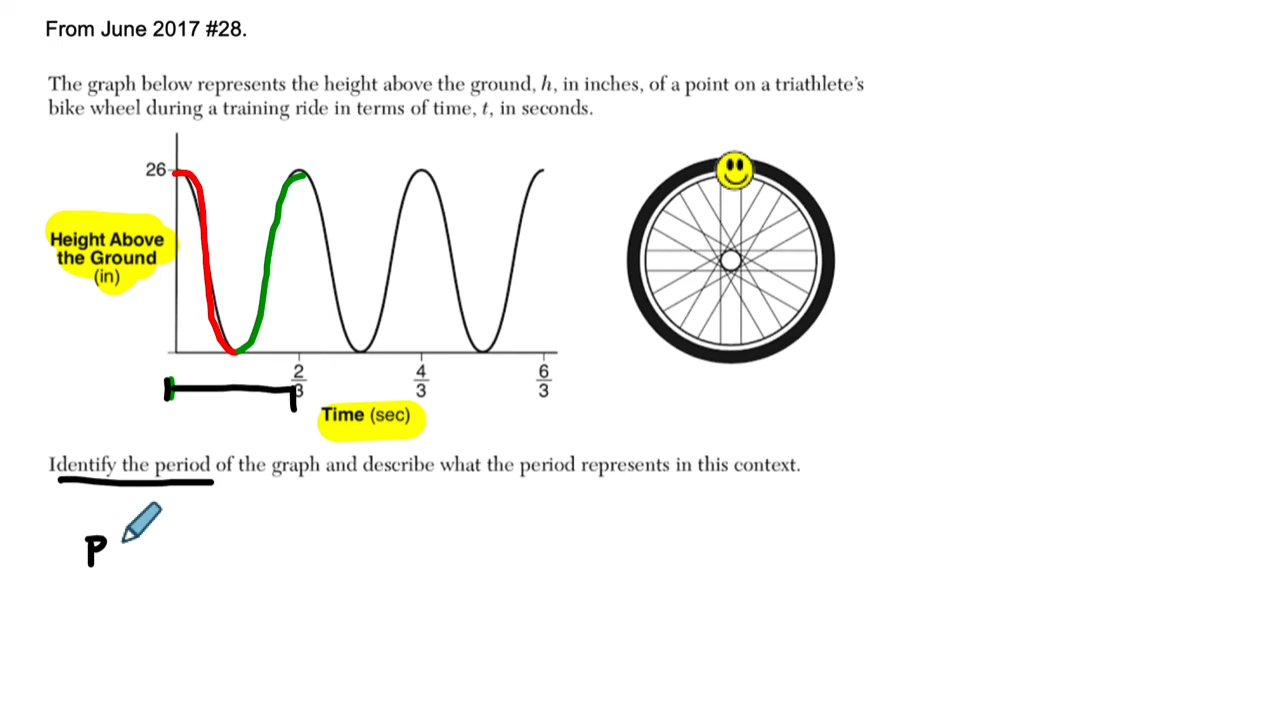 From June 2017 #28.
The graph below represents the height above the ground, h, in inches, of a point on a triathlete’s
bike wheel during a training ride in terms of time, t, in seconds.
26
Height Above
the Ground
(in)
2
3
4
3
6
3
Time (sec)
Identify the period of the graph and describe what the period represents in this context.
P